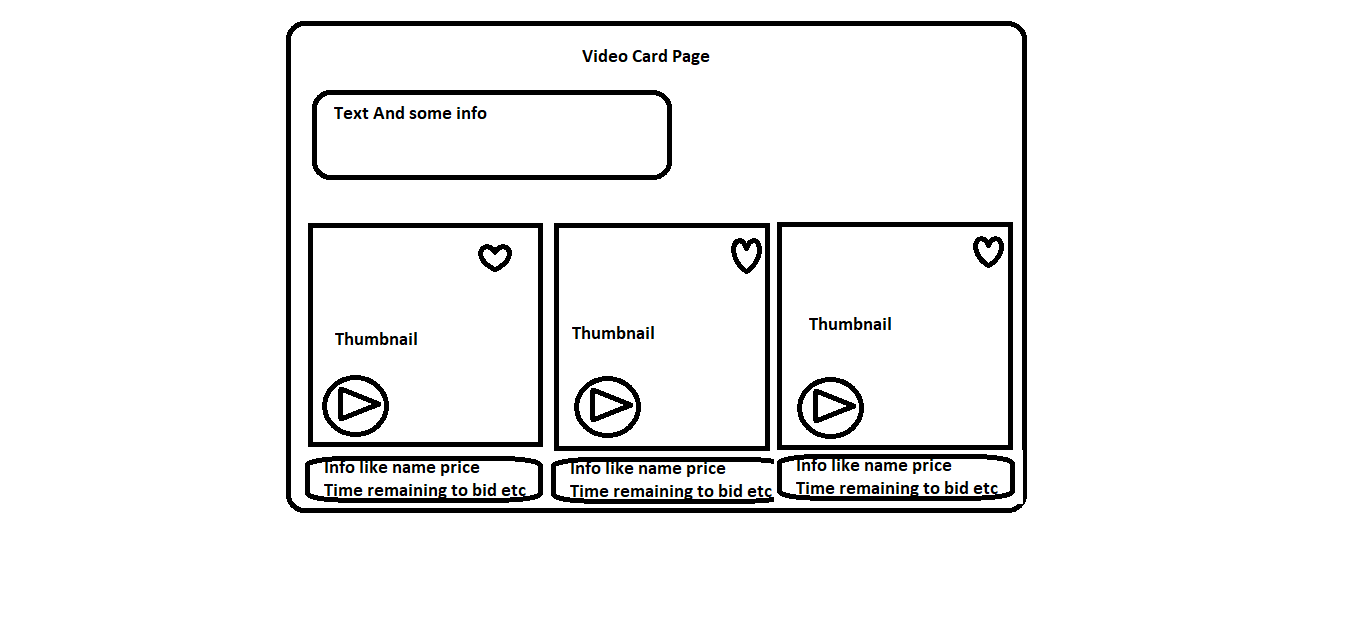 Video Card Page
Text And some info
Thumbnail
Thumbnail
Thumbnail
Info like name price
Time remaining to bid etc
Info like name price
Time remaining to bid etc
Info like name price
Time remaining to bid etc